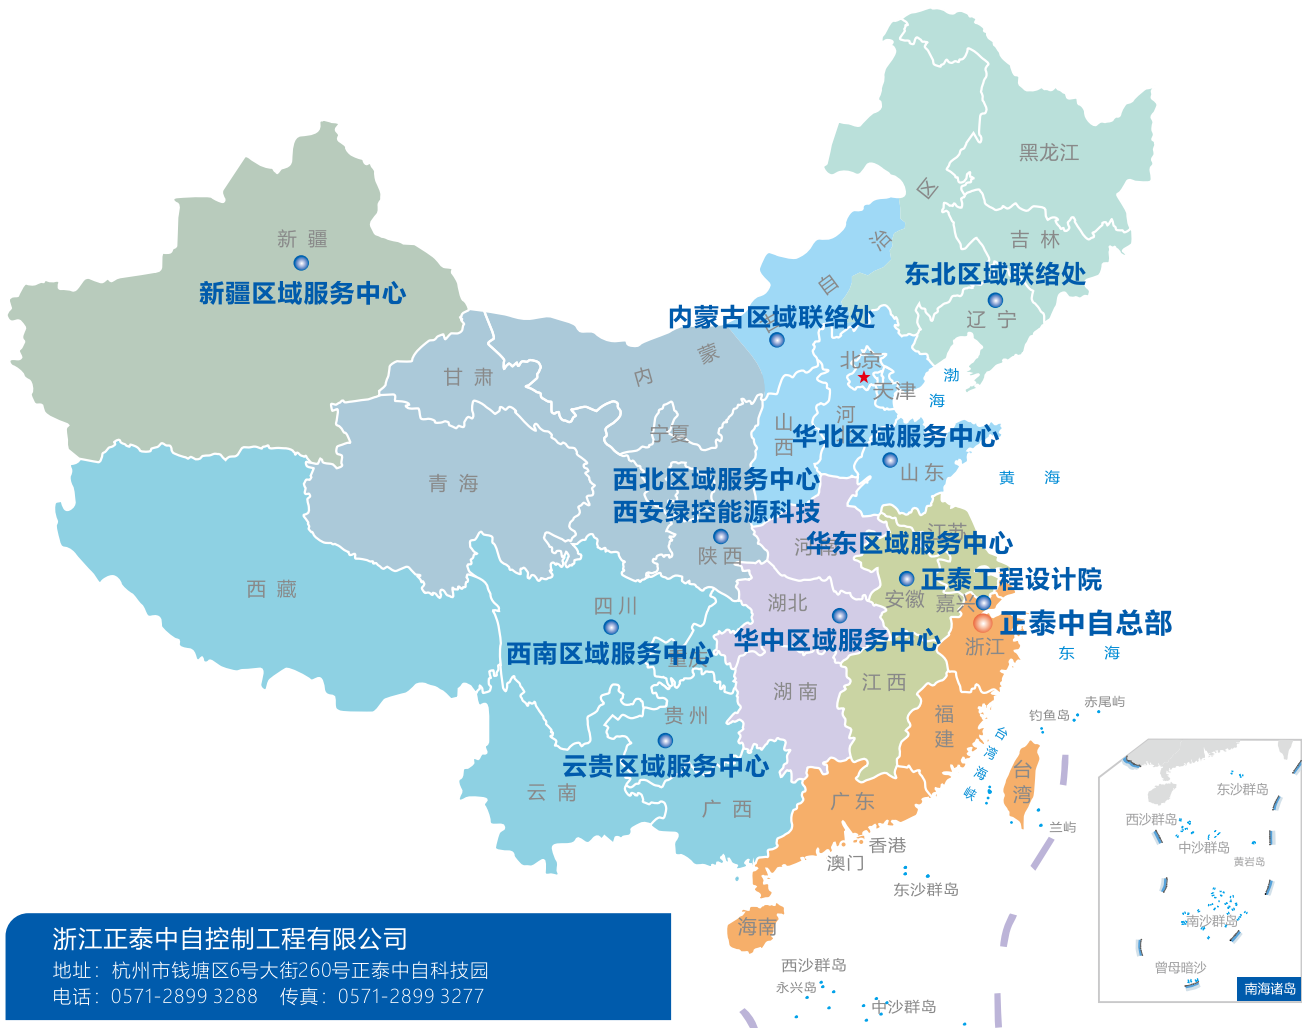 黑龙江
区
新疆
吉林
治
新疆区域服务中心
东北区域联络处
自
辽宁
内蒙古区域联络处
蒙
内
北京
甘肃
天津
渤
海
河
山
西
宁夏
华北区域服务中心
山东
青海
西北区域服务中心
黄海
西安绿控能源科技
江苏
华东区域服务中心
河南
陕西
正泰工程设计院
西藏
安徽
嘉兴
四川
湖北
正泰中自总部
华中区域服务中心
浙江
西南区域服务中心
重庆
东海
湖南
江西
贵州
福
建
钓鱼岛
赤尾屿
台
湾
海
峡
云贵区域服务中心
台
湾
云南
广西
广东
兰屿
香港
澳门
东沙群岛
海南
西沙群岛
永兴岛
中沙群岛
东沙群岛
西沙群岛
中沙群岛
黄岩岛
南沙群岛
曾母暗沙
南海诸岛
浙江正泰中自控制工程有限公司
地址：杭州市钱塘区6号大街260号正泰中自科技园
电话：0571-2899 3288 传真：0571-2899 3277